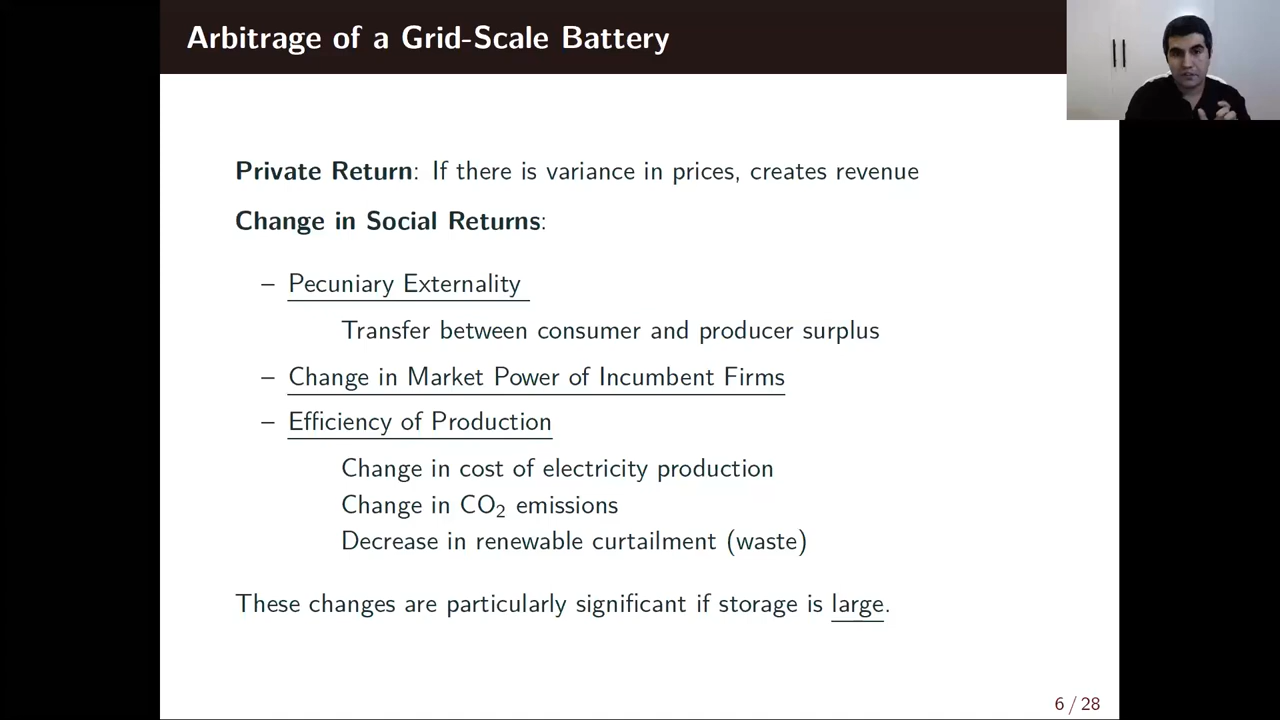 Arbitrage of a Grid-Scale Battery
Private Return: If there is variance in prices, creates revenue
Change in Social Returns:
– Pecuniary Externality
Transfer between consumer and producer surplus
– Change in Market Power of Incumbent Firms
– Efficiency of Production
Change in cost of electricity production
Change in CO₂ emissions
Decrease in renewable curtailment (waste)
These changes are particularly significant if storage is large.
6 / 28